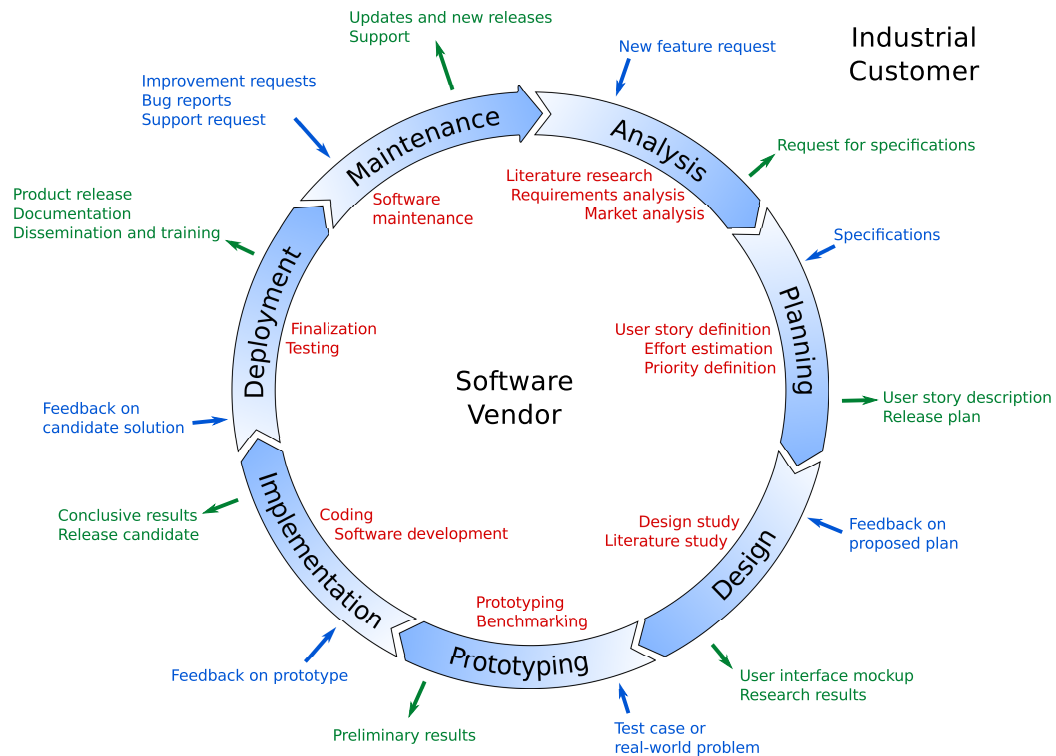 Industrial
Customer
Updates and new releases
Support
New feature request
Improvement requests
Bug reports
Support request
Maintenance
Analysis
Request for specifications
Literature research
Requirements analysis
Market analysis
Software
maintenance
Product release
Documentation
Dissemination and training
Specifications
Deployment
Finalization
Testing
Planning
User story definition
Effort estimation
Priority definition
Software
Vendor
User story description
Release plan
Feedback on
candidate solution
Conclusive results
Release candidate
Implementation
Coding
Software development
Design study
Literature study
Design
Feedback on
proposed plan
Prototyping
Benchmarking
Prototyping
Feedback on prototype
User interface mockup
Research results
Preliminary results
Test case or
real-world problem